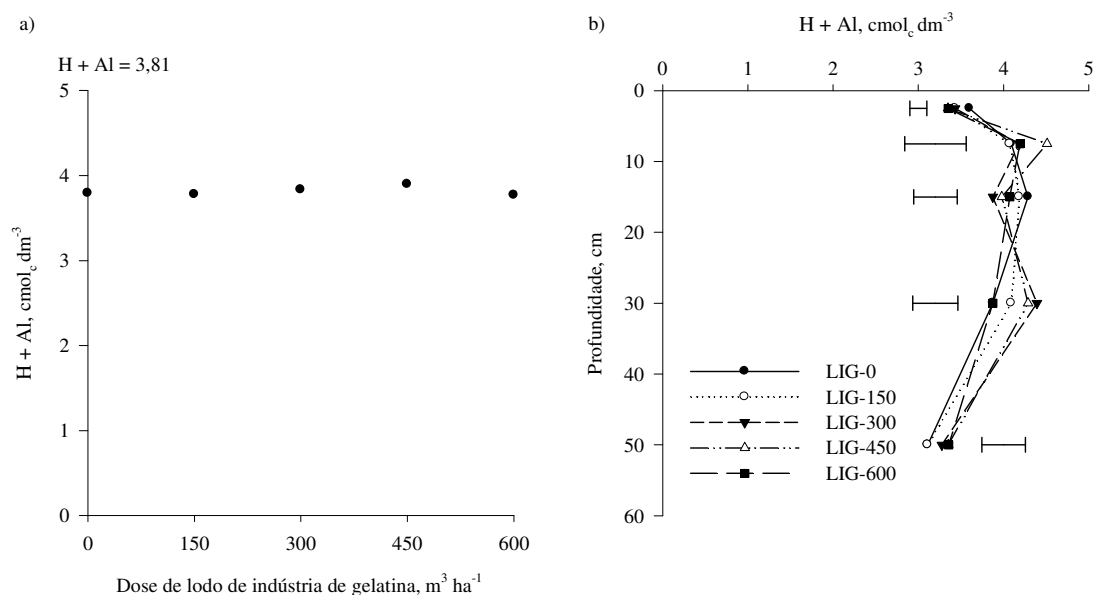 a)
H + Al = 3,81
5
4
3
2
1
0
H + Al, cmol_c dm^-3
0 150 300 450 600
Dose de lodo de indústria de gelatina, m³ ha^-1
b)
H + Al, cmol_c dm^-3
0 1 2 3 4 5
0
10
20
30
40
50
60
Profundidade, cm
LIG-0
LIG-150
LIG-300
LIG-450
LIG-600